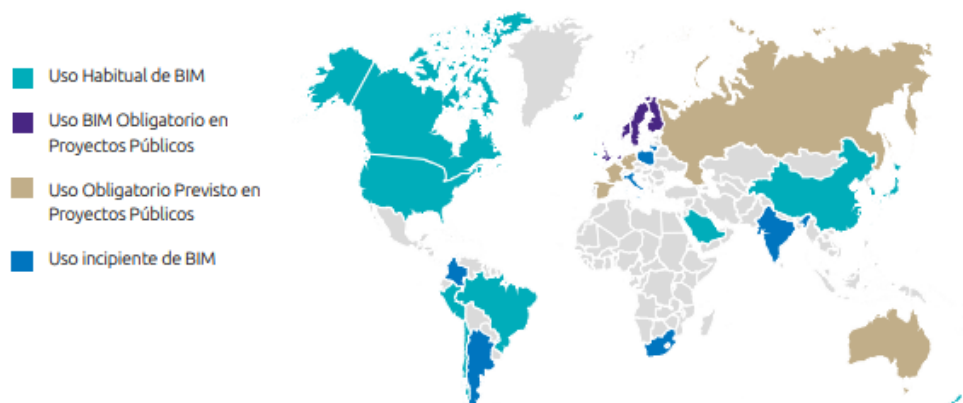 Uso Habitual de BIM
Uso BIM Obligatorio en
Proyectos Públicos
Uso Obligatorio Previsto en
Proyectos Públicos
Uso incipiente de BIM